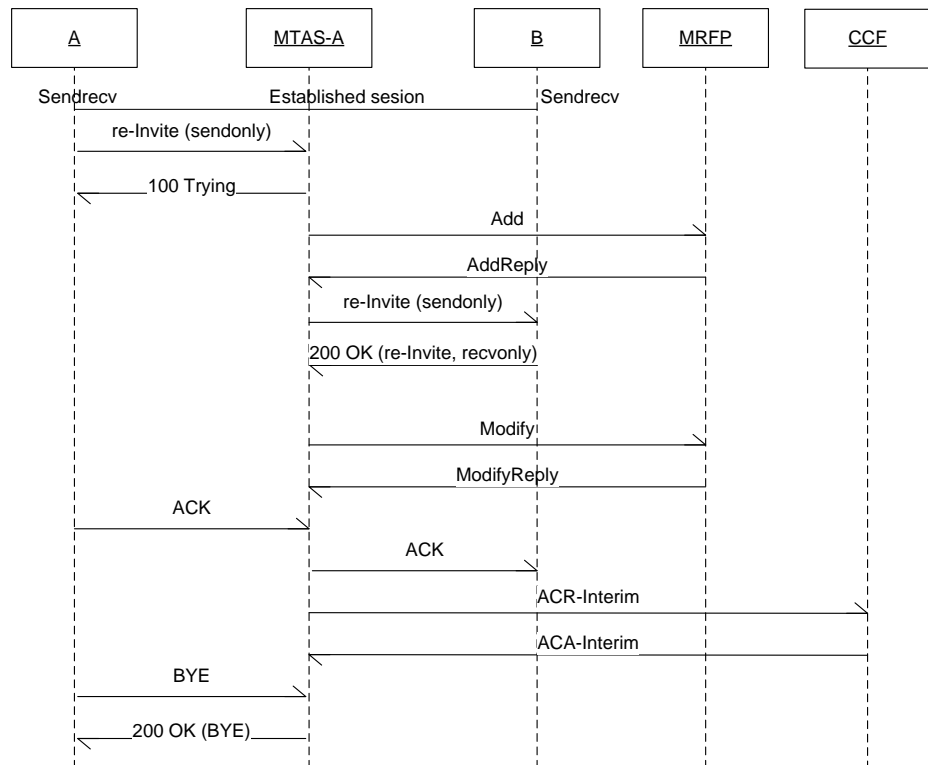 A
MTAS-A
B
MRFP
CCF
Sendrecv
Established sesion
Sendrecv
re-Invite (sendonly)
100 Trying
Add
AddReply
re-Invite (sendonly)
200 OK (re-Invite, recvonly)
Modify
ModifyReply
ACK
ACK
ACR-Interim
ACA-Interim
BYE
200 OK (BYE)